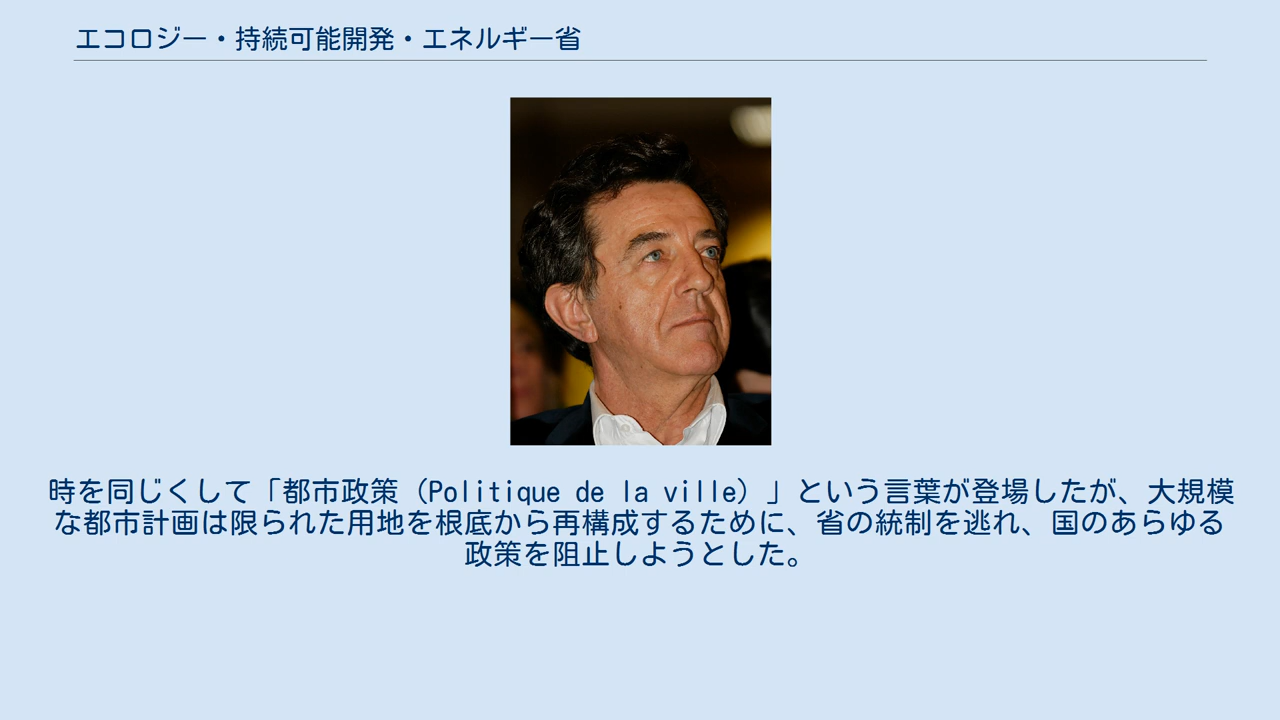 エコロジー・持続可能開発・エネルギー省
時を同じくして「都市政策（Politique de la ville）」という言葉が登場したが、大規模
な都市計画は限られた用地を根底から再構成するために、省の統制を逃れ、国のあらゆる
政策を阻止しようとした。